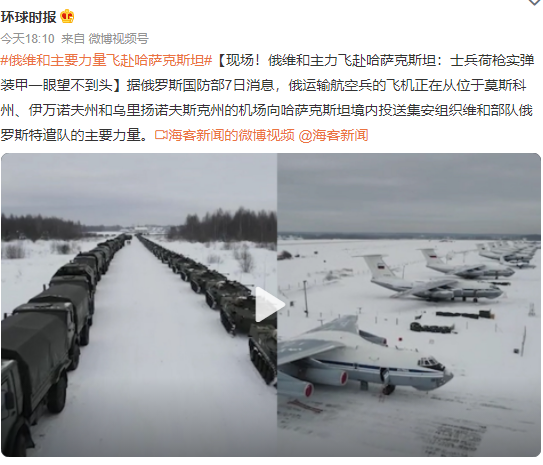 环球时报
今天18:10 来自 微博视频号
#俄维和主要力量飞赴哈萨克斯坦#【现场！俄维和主力飞赴哈萨克斯坦：士兵荷枪实弹
装甲一眼望不到头】据俄罗斯国防部7日消息，俄运输航空兵的飞机正在从位于莫斯科
州、伊万诺夫州和乌里扬诺夫斯克州的机场向哈萨克斯坦境内投送集安组织维和部队俄
罗斯特遣队的主要力量。海客新闻的微博视频 @海客新闻